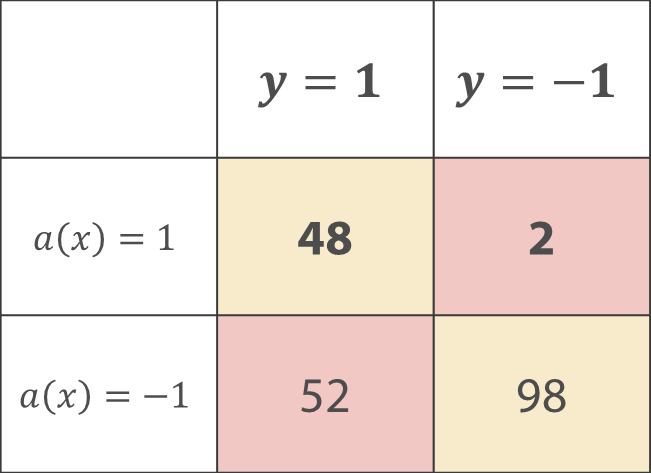 y = 1 y = −1
a(x) = 1 48 2
a(x) = −1 52 98